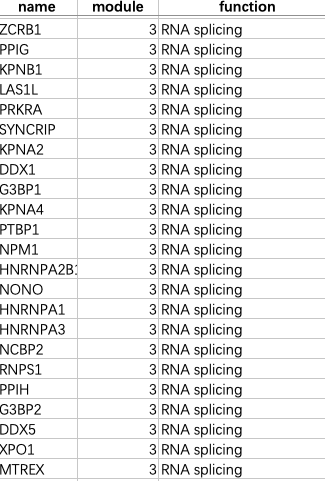 name module function
ZCRB1 3 RNA splicing
PPIG 3 RNA splicing
KPNB1 3 RNA splicing
LAS1L 3 RNA splicing
PRKRA 3 RNA splicing
SYNCRIP 3 RNA splicing
KPNA2 3 RNA splicing
DDX1 3 RNA splicing
G3BP1 3 RNA splicing
KPNA4 3 RNA splicing
PTBP1 3 RNA splicing
NPM1 3 RNA splicing
HNRNPA2B1 3 RNA splicing
NONO 3 RNA splicing
HNRNPA1 3 RNA splicing
HNRNPA3 3 RNA splicing
NCBP2 3 RNA splicing
RNPS1 3 RNA splicing
PPIH 3 RNA splicing
G3BP2 3 RNA splicing
DDX5 3 RNA splicing
XPO1 3 RNA splicing
MTREX 3 RNA splicing